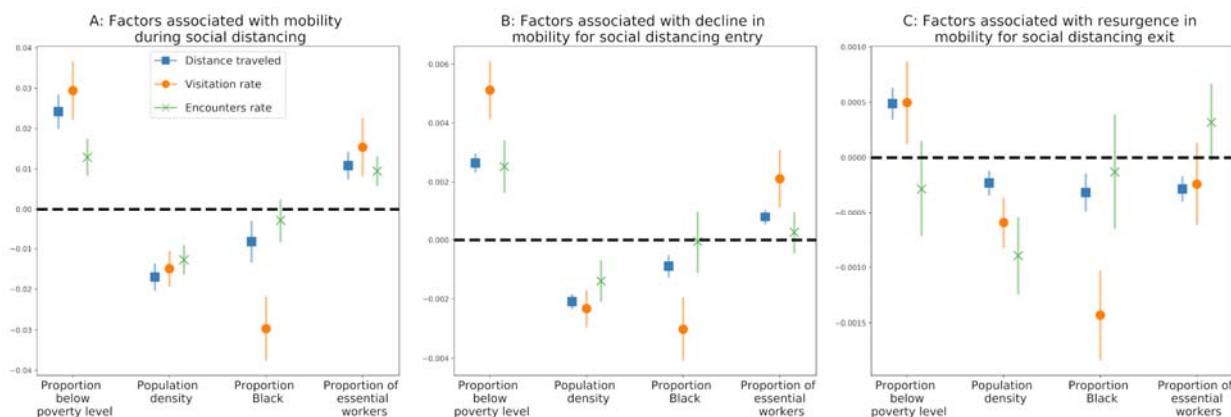 A: Factors associated with mobility
during social distancing
0.04
0.03
0.02
0.01
0.00
−0.01
−0.02
−0.03
−0.04
Distance traveled
Visitation rate
Encounters rate
Proportion
below
poverty level
Population
density
Proportion
Black
Proportion of
essential
workers
B: Factors associated with decline in
mobility for social distancing entry
0.006
0.004
0.002
0.000
−0.002
−0.004
Proportion
below
poverty level
Population
density
Proportion
Black
Proportion of
essential
workers
C: Factors associated with resurgence in
mobility for social distancing exit
0.0010
0.0005
0.0000
−0.0005
−0.0010
−0.0015
Proportion
below
poverty level
Population
density
Proportion
Black
Proportion of
essential
workers